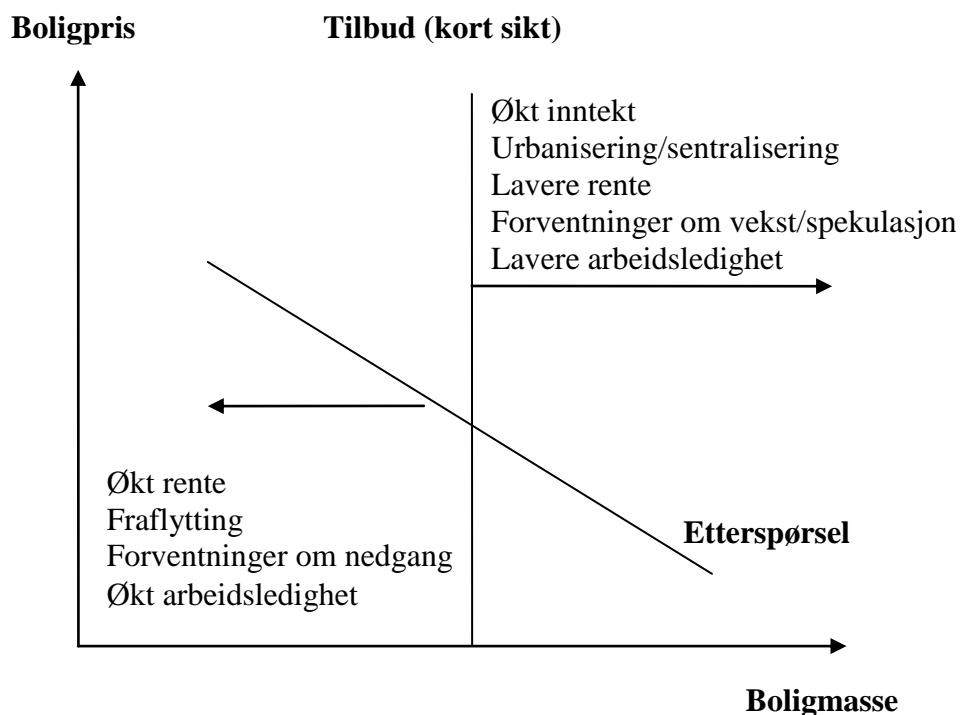 Boligpris
Tilbud (kort sikt)
Økt inntekt
Urbanisering/sentralisering
Lavere rente
Forventninger om vekst/spekulasjon
Lavere arbeidsledighet
Økt rente
Fraflytting
Forventninger om nedgang
Økt arbeidsledighet
Etterspørsel
Boligmasse